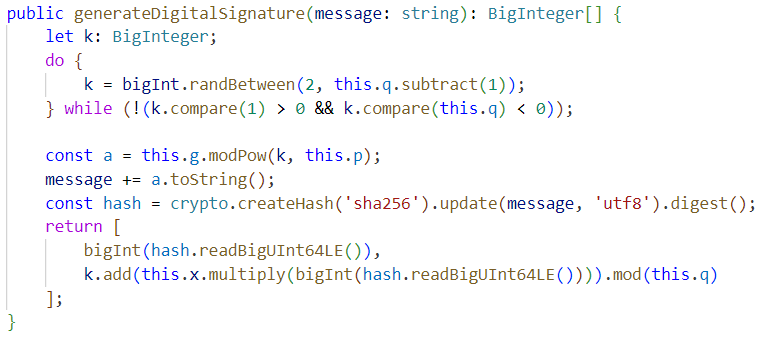 public generateDigitalSignature(message: string): BigInteger[] {
    let k: BigInteger;
    do {
        k = bigInt.randBetween(2, this.q.subtract(1));
    } while (!(k.compare(1) > 0 && k.compare(this.q) < 0));

    const a = this.g.modPow(k, this.p);
    message += a.toString();
    const hash = crypto.createHash('sha256').update(message, 'utf8').digest();
    return [
        bigInt(hash.readBigUInt64LE()),
        k.add(this.x.multiply(bigInt(hash.readBigUInt64LE()))).mod(this.q)
    ];
}